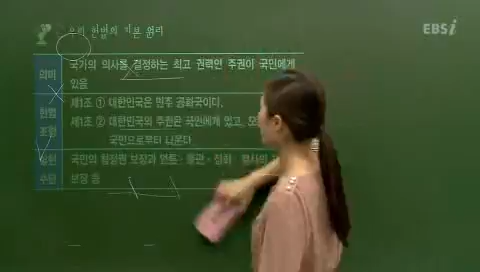 우리 헌법의 기본 원리
EBSi
의미
국가의 의사를 결정하는 최고 권력인 주권이 국민에게
있음
헌법
조항
제1조 ① 대한민국은 민주 공화국이다.
제1조 ② 대한민국의 주권은 국민에게 있고, 모
국민으로부터 나온다
실현
수단
국민의 참정권 보장과 언론·출판·집회
보장 등